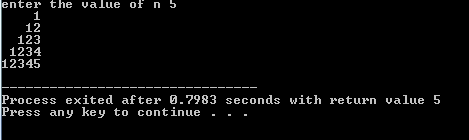 enter the value of n 5
    1
   12
  123
 1234
12345
--------------------------------
Process exited after 0.7983 seconds with return value 5
Press any key to continue . . .